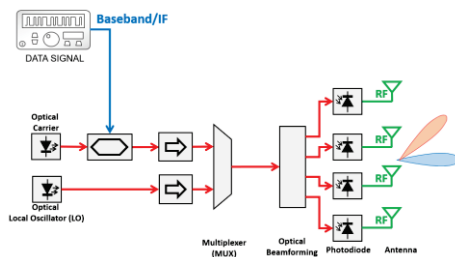 Baseband/IF
DATA SIGNAL
Optical
Carrier
Optical
Local Oscillator (LO)
Multiplexer
(MUX)
Optical
Beamforming
Photodiode
Antenna
RF
RF
RF
RF